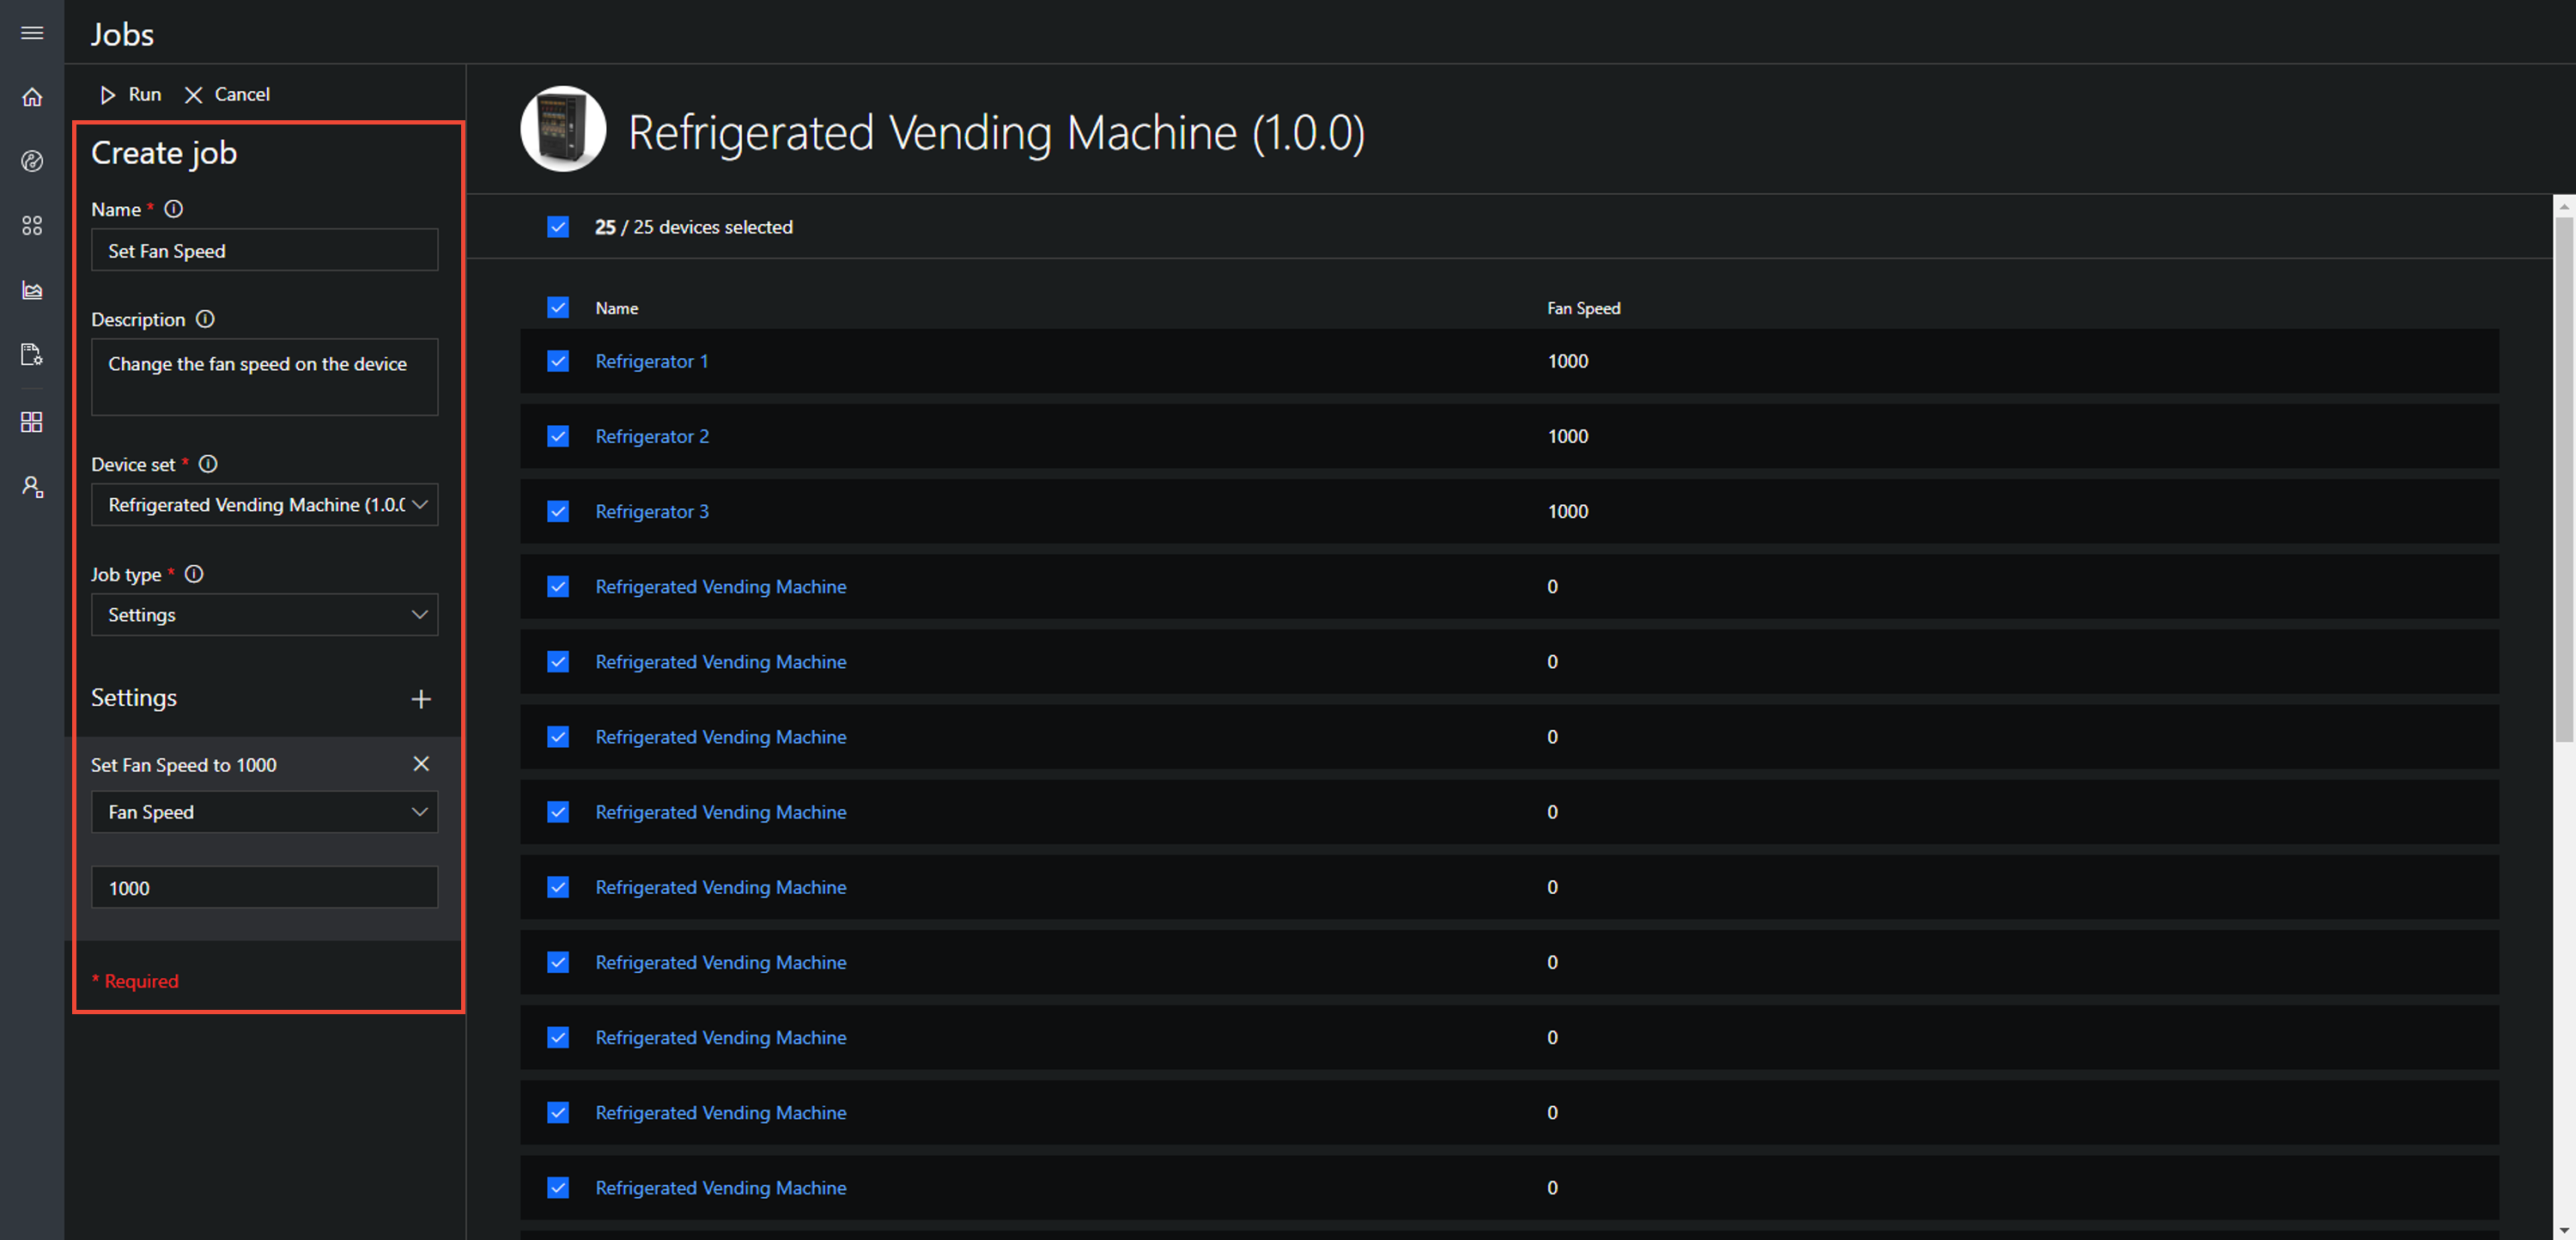 Jobs
Run Cancel
Create job
Name *
Set Fan Speed
Description
Change the fan speed on the device
Device set *
Refrigerated Vending Machine (1.0.0
Job type *
Settings
Settings
Set Fan Speed to 1000
Fan Speed
1000
* Required
Refrigerated Vending Machine (1.0.0)
25 / 25 devices selected
Name Fan Speed
Refrigerator 1 1000
Refrigerator 2 1000
Refrigerator 3 1000
Refrigerated Vending Machine 0
Refrigerated Vending Machine 0
Refrigerated Vending Machine 0
Refrigerated Vending Machine 0
Refrigerated Vending Machine 0
Refrigerated Vending Machine 0
Refrigerated Vending Machine 0
Refrigerated Vending Machine 0
Refrigerated Vending Machine 0